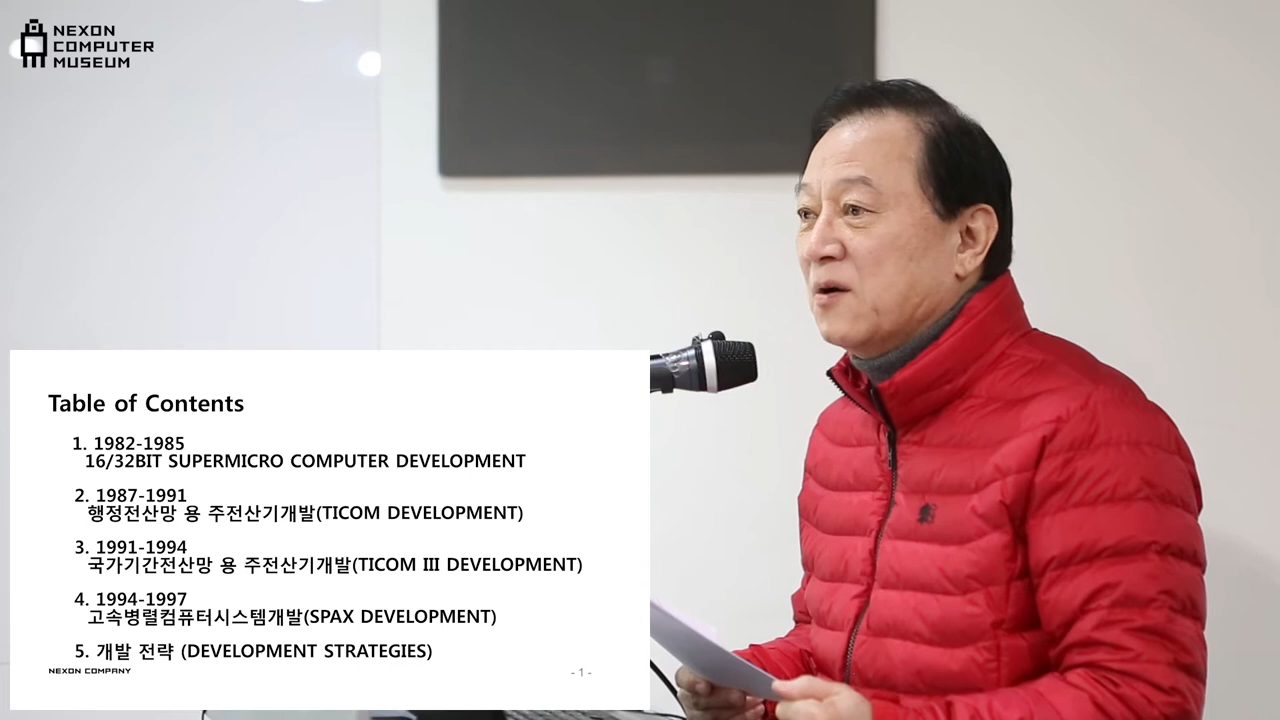 NEXON
COMPUTER
MUSEUM
Table of Contents
1. 1982-1985
16/32BIT SUPERMICRO COMPUTER DEVELOPMENT
2. 1987-1991
행정전산망 용 주전산기개발(TICOM DEVELOPMENT)
3. 1991-1994
국가기간전산망 용 주전산기개발(TICOM III DEVELOPMENT)
4. 1994-1997
고속병렬컴퓨터시스템개발(SPAX DEVELOPMENT)
5. 개발 전략 (DEVELOPMENT STRATEGIES)
NEXON COMPANY
- 1 -